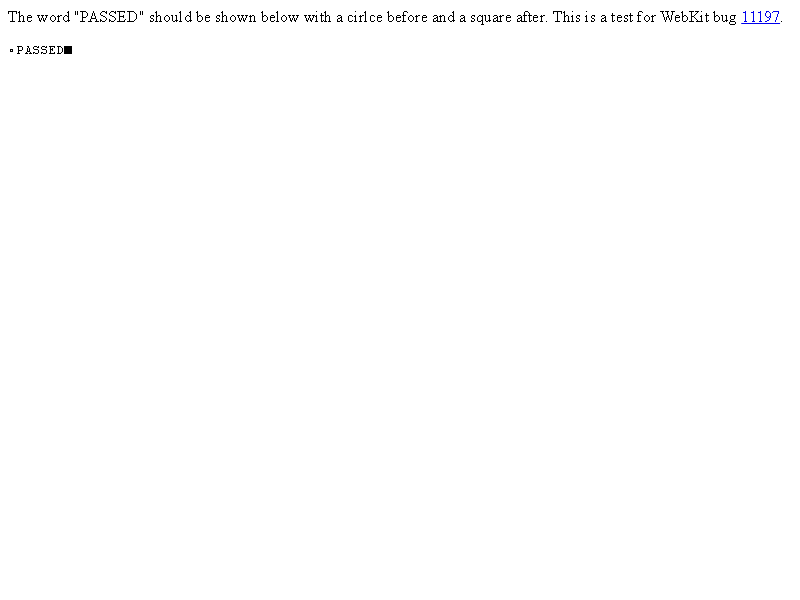 The word "PASSED" should be shown below with a cirlce before and a square after. This is a test for WebKit bug 11197.
◦PASSED■